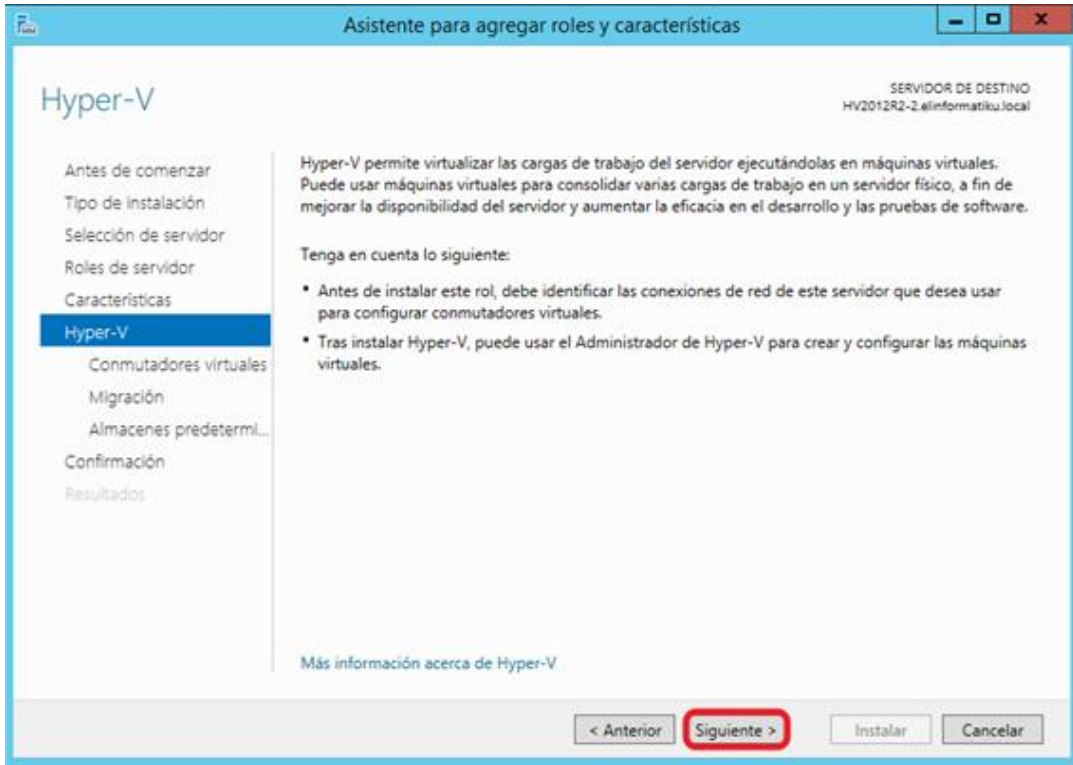 Asistente para agregar roles y características
Hyper-V
SERVIDOR DE DESTINO
HV2012R2-2.elinformatiku.local
Antes de comenzar
Tipo de instalación
Selección de servidor
Roles de servidor
Características
Hyper-V
Conmutadores virtuales
Migración
Almacenes predetermi...
Confirmación
Resultados
Hyper-V permite virtualizar las cargas de trabajo del servidor ejecutándolas en máquinas virtuales.
Puede usar máquinas virtuales para consolidar varias cargas de trabajo en un servidor físico, a fin de
mejorar la disponibilidad del servidor y aumentar la eficacia en el desarrollo y las pruebas de software.
Tenga en cuenta lo siguiente:
• Antes de instalar este rol, debe identificar las conexiones de red de este servidor que desea usar
para configurar conmutadores virtuales.
• Tras instalar Hyper-V, puede usar el Administrador de Hyper-V para crear y configurar las máquinas
virtuales.
Más información acerca de Hyper-V
< Anterior
Siguiente >
Instalar
Cancelar